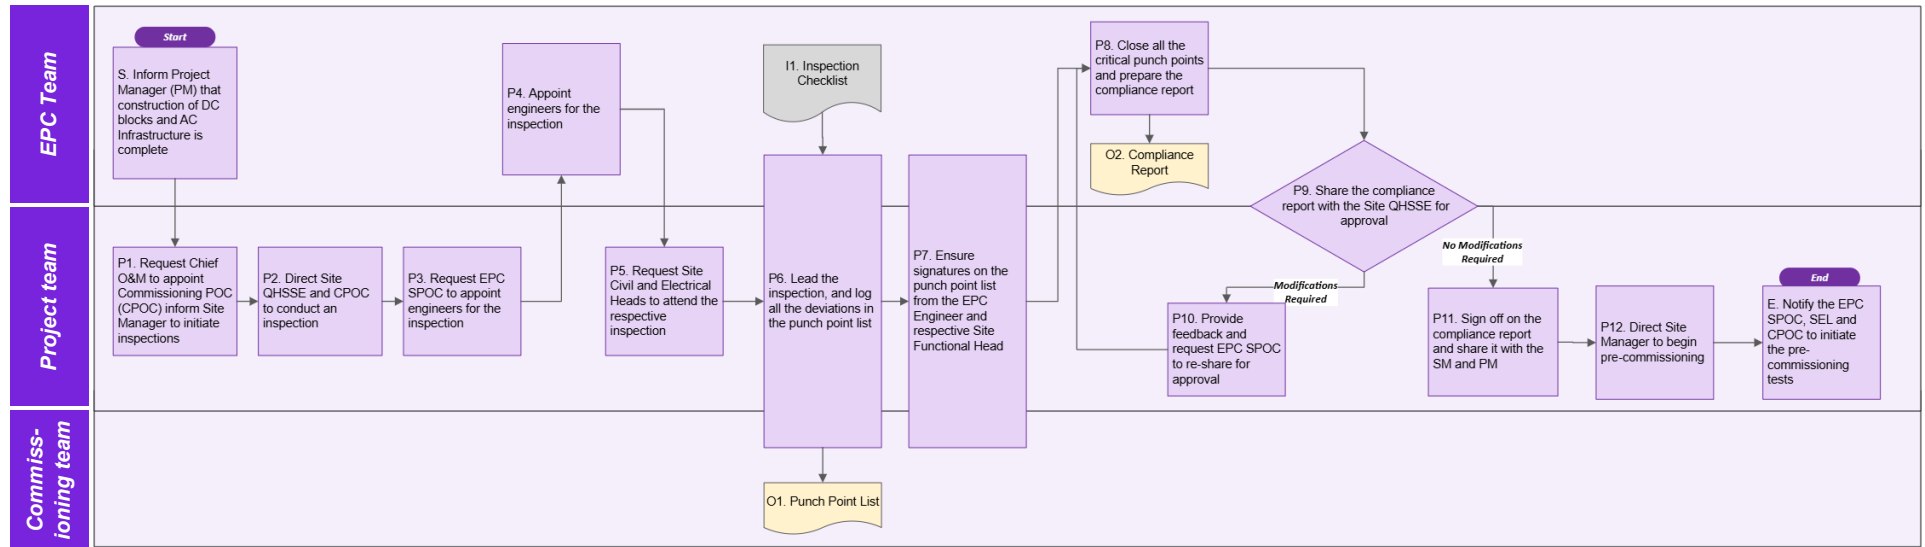 EPC Team
Start
S. Inform Project
Manager (PM) that
construction of DC
blocks and AC
Infrastructure is
complete
P4. Appoint
engineers for the
inspection
I1. Inspection
Checklist
P8. Close all the
critical punch points
and prepare the
compliance report
O2. Compliance
Report
P9. Share the compliance
report with the Site QHSSE for
approval
Project team
P1. Request Chief
O&M to appoint
Commissioning POC
(CPOC) inform Site
Manager to initiate
inspections
P2. Direct Site
QHSSE and CPOC
to conduct an
inspection
P3. Request EPC
SPOC to appoint
engineers for the
inspection
P5. Request Site
Civil and Electrical
Heads to attend the
respective
inspection
P6. Lead the
inspection, and log
all the deviations in
the punch point list
P7. Ensure
signatures on the
punch point list
from the EPC
Engineer and
respective Site
Functional Head
Modifications
Required
P10. Provide
feedback and
request EPC SPOC
to re-share for
approval
No Modifications
Required
P11. Sign off on the
compliance report
and share it with the
SM and PM
P12. Direct Site
Manager to begin
pre-commissioning
End
E. Notify the EPC
SPOC, SEL and
CPOC to initiate
the pre-
commissioning
tests
Commiss-
ioning team
O1. Punch Point List